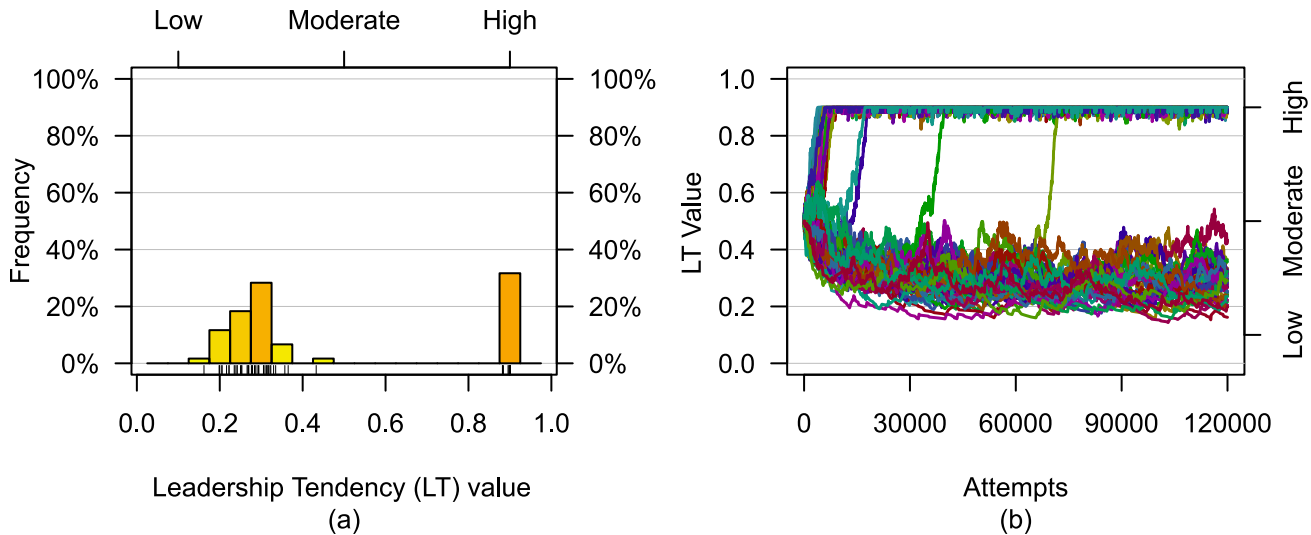 Low Moderate High
Frequency
100%
80%
60%
40%
20%
0%
100%
80%
60%
40%
20%
0%
0.0 0.2 0.4 0.6 0.8 1.0
Leadership Tendency (LT) value
(a)
LT Value
1.0
0.8
0.6
0.4
0.2
0.0
High
Moderate
Low
0 30000 60000 90000 120000
Attempts
(b)